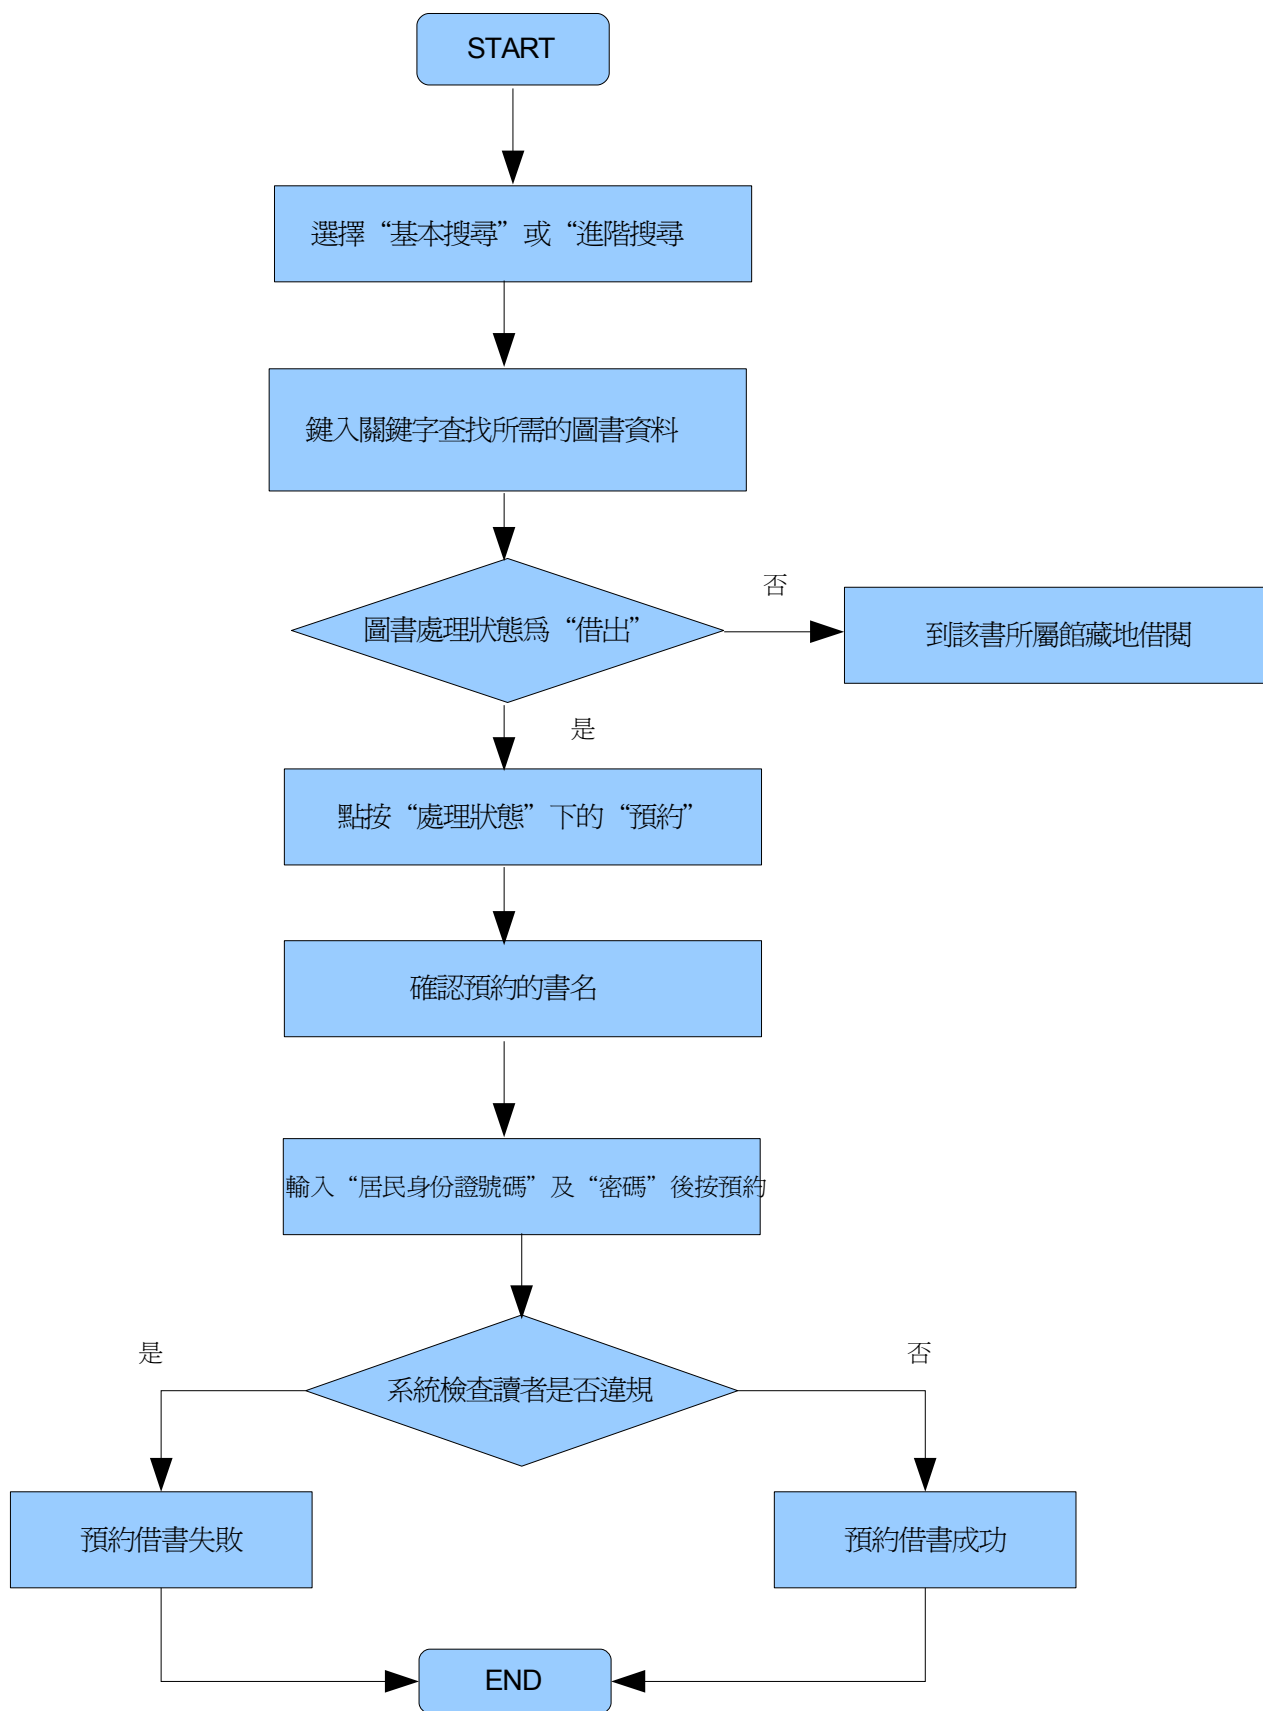 START
選擇“基本搜尋”或“進階搜尋
鍵入關鍵字查找所需的圖書資料
否
圖書處理狀態爲“借出”
到該書所屬館藏地借閱
是
點按“處理狀態”下的“預約”
確認預約的書名
輸入“居民身份證號碼”及“密碼”後按預約
是
否
系統檢查讀者是否違規
預約借書失敗
預約借書成功
END